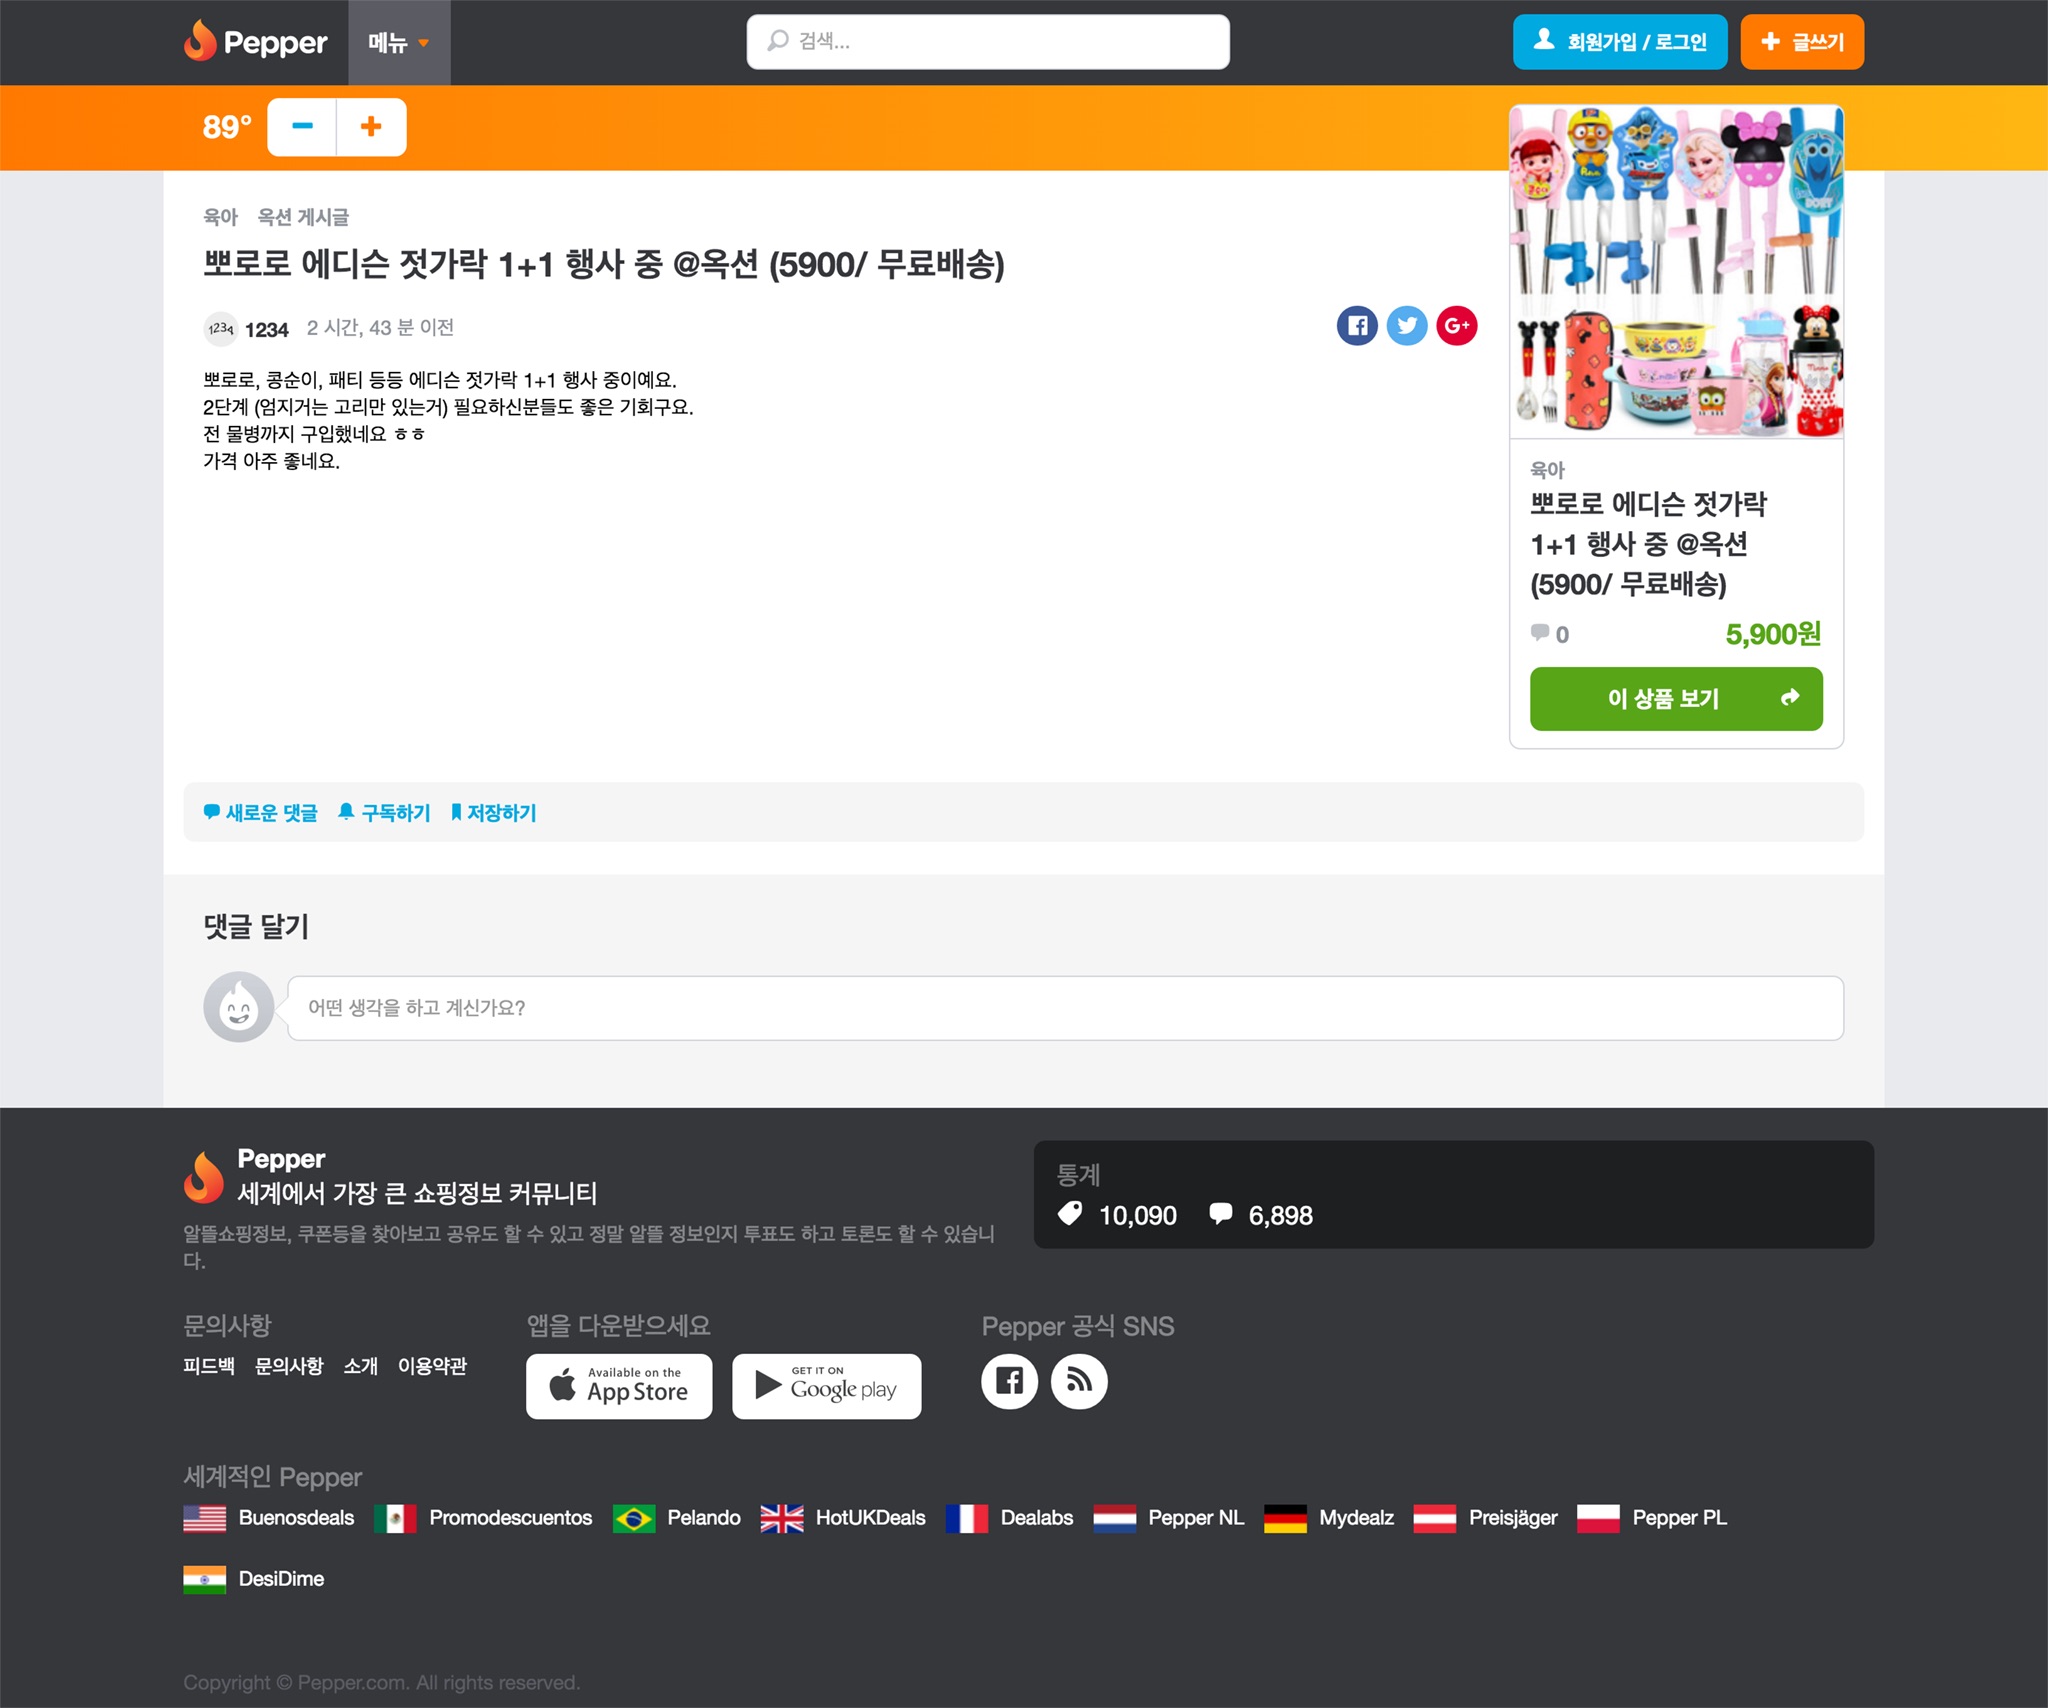 Pepper
메뉴
검색...
회원가입 / 로그인
글쓰기
89°
육아 옥션 게시글
뽀로로 에디슨 젓가락 1+1 행사 중 @옥션 (5900/ 무료배송)
1234 1234 2 시간, 43 분 이전
뽀로로, 콩순이, 패티 등등 에디슨 젓가락 1+1 행사 중이예요.
2단계 (엄지거는 고리만 있는거) 필요하신분들도 좋은 기회구요.
전 물병까지 구입했네요 ㅎㅎ
가격 아주 좋네요.
육아
뽀로로 에디슨 젓가락
1+1 행사 중 @옥션
(5900/ 무료배송)
0 5,900원
이 상품 보기
새로운 댓글 구독하기 저장하기
댓글 달기
어떤 생각을 하고 계신가요?
Pepper
세계에서 가장 큰 쇼핑정보 커뮤니티
알뜰쇼핑정보, 쿠폰등을 찾아보고 공유도 할 수 있고 정말 알뜰 정보인지 투표도 하고 토론도 할 수 있습니
다.
통계
10,090 6,898
문의사항
피드백 문의사항 소개 이용약관
앱을 다운받으세요
Available on the
App Store
GET IT ON
Google play
Pepper 공식 SNS
세계적인 Pepper
Buenosdeals Promodescuentos Pelando HotUKDeals Dealabs Pepper NL Mydealz Preisjäger Pepper PL
DesiDime
Copyright © Pepper.com. All rights reserved.